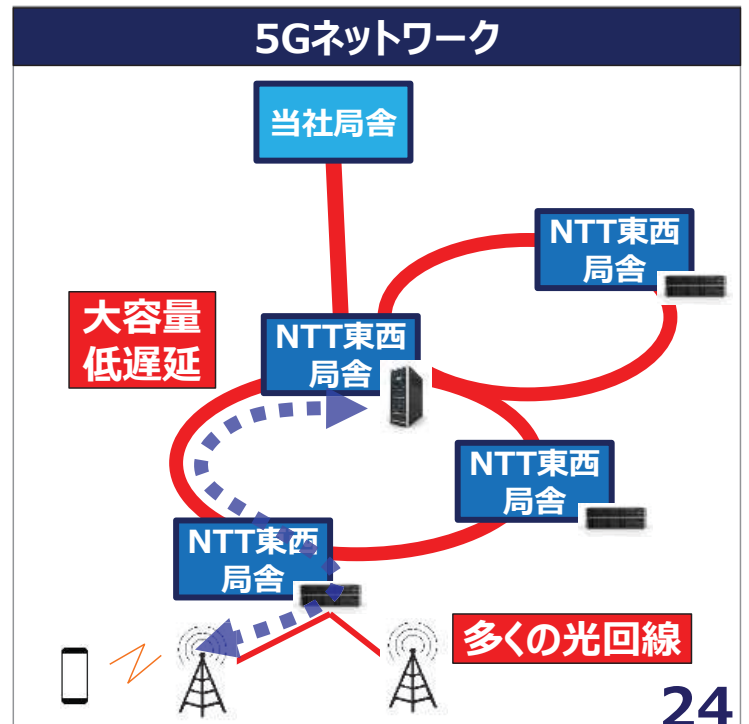 5Gネットワーク
当社局舎
NTT東西
局舎
大容量
低遅延
NTT東西
局舎
NTT東西
局舎
NTT東西
局舎
多くの光回線
24